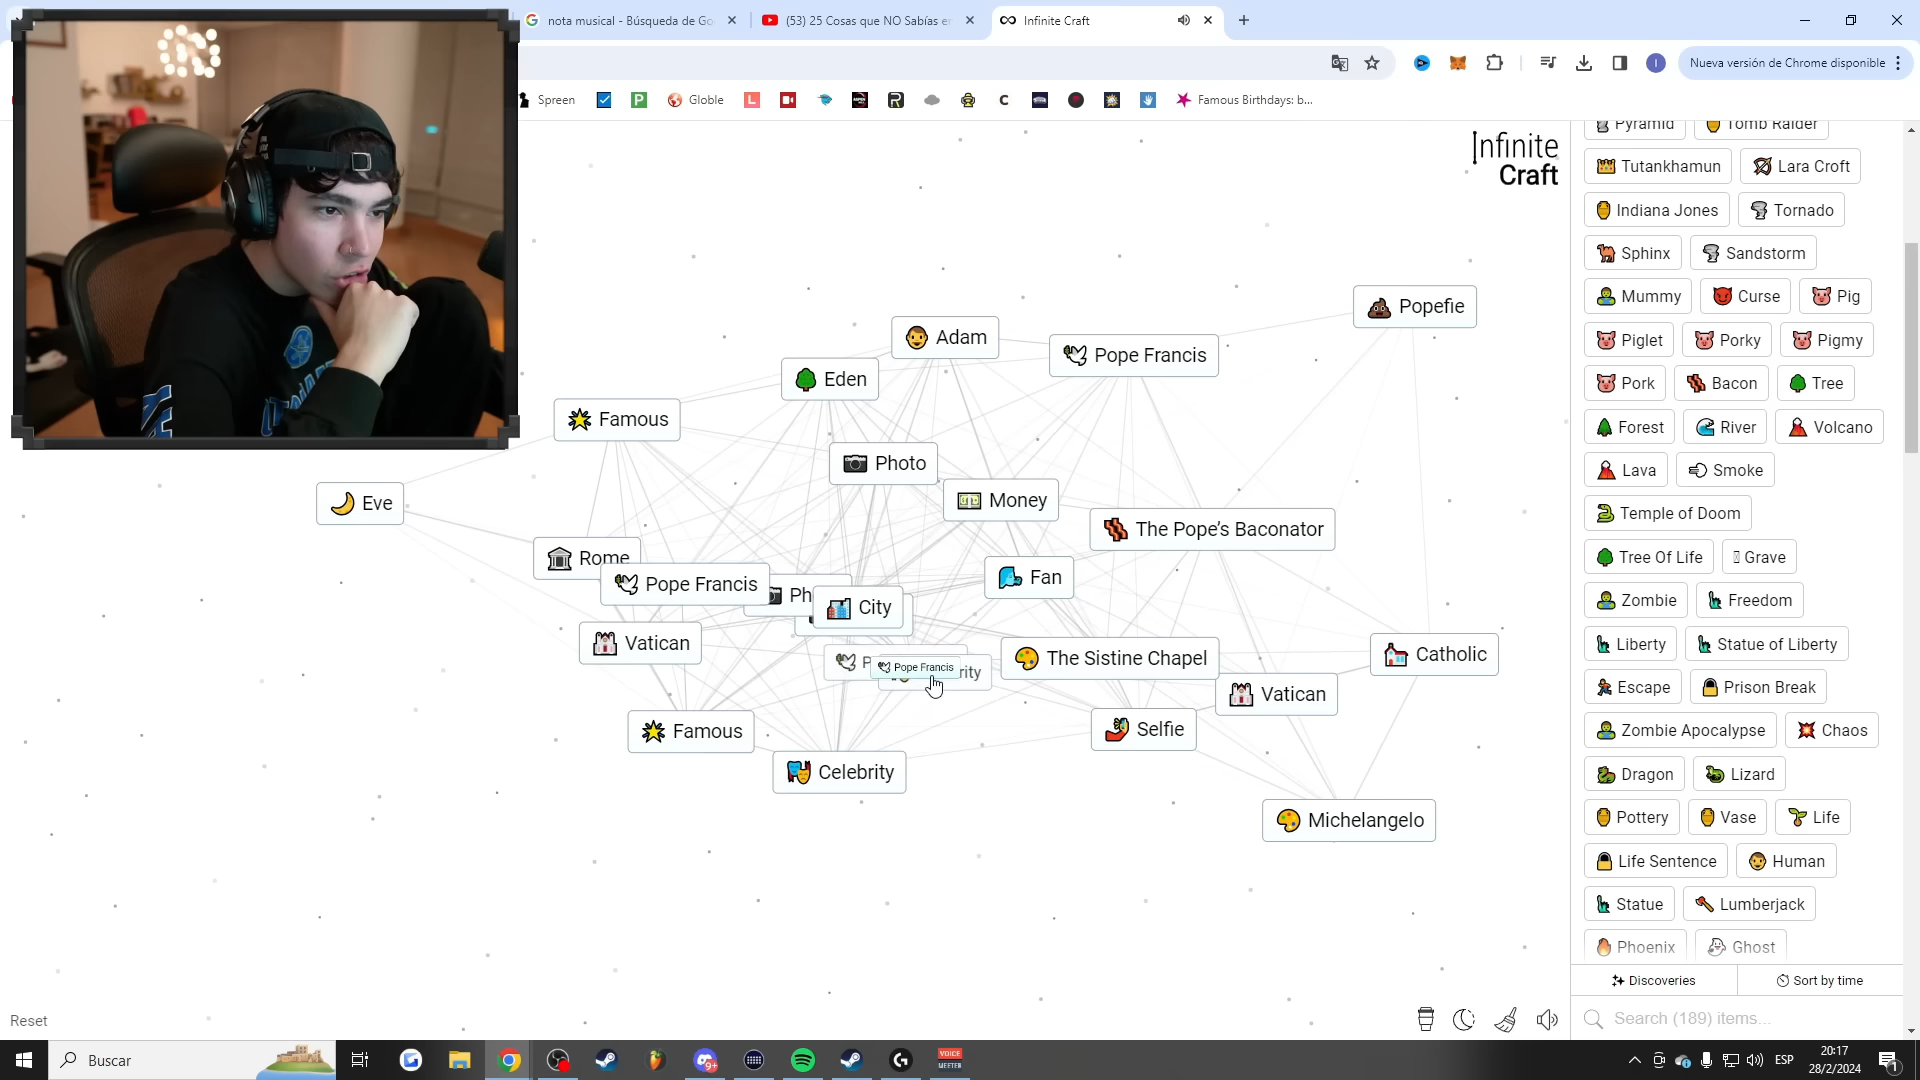 nota musical - Búsqueda de Go
(53) 25 Cosas que NO Sabías e
Infinite Craft
Nueva versión de Chrome disponible
Spreen
Globle
Famous Birthdays: b...
Infinite
Craft
Popefie
Adam
Pope Francis
Eden
Famous
Photo
Eve
Money
The Pope's Baconator
Rome
Fan
Pope Francis
Ph
City
Vatican
The Sistine Chapel
Catholic
P
Pope Francis
rity
Vatican
Famous
Selfie
Celebrity
Michelangelo
Reset
Pyramid
Tomb Raider
Tutankhamun
Lara Croft
Indiana Jones
Tornado
Sphinx
Sandstorm
Mummy
Curse
Pig
Piglet
Porky
Pigmy
Pork
Bacon
Tree
Forest
River
Volcano
Lava
Smoke
Temple of Doom
Tree Of Life
Grave
Zombie
Freedom
Liberty
Statue of Liberty
Escape
Prison Break
Zombie Apocalypse
Chaos
Dragon
Lizard
Pottery
Vase
Life
Life Sentence
Human
Statue
Lumberjack
Phoenix
Ghost
Discoveries
Sort by time
Search (189) items...
Buscar
9+
VOICE
MEETER
ESP
20:17
28/2/2024
1